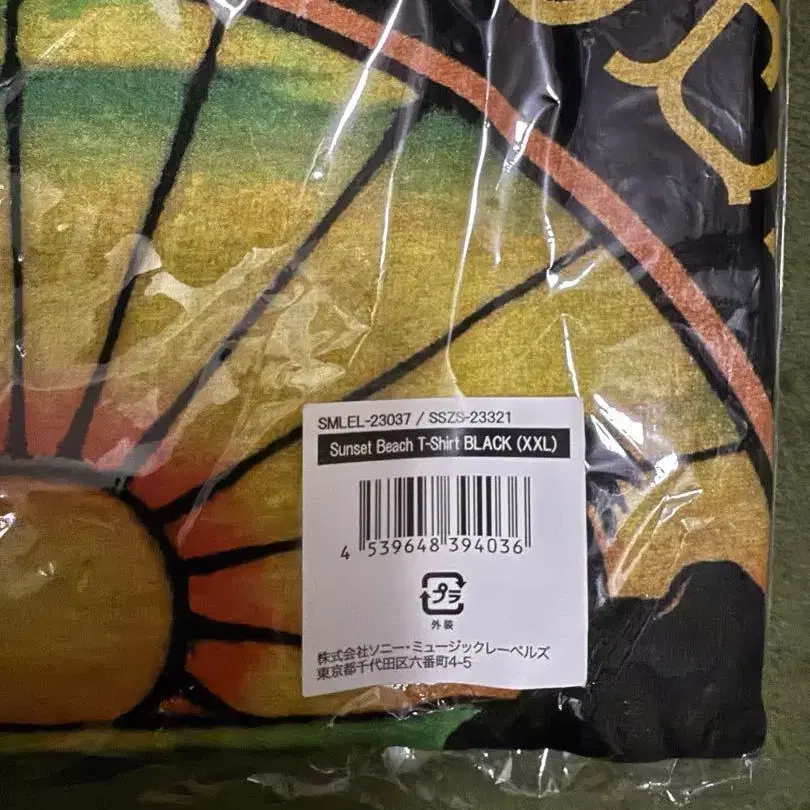 SMLEL-23037 / SSZS-23321
Sunset Beach T-Shirt BLACK (XXL)
4 539648 394036
プラ
外装
株式会社ソニー・ミュージックレーベルズ
東京都千代田区六番町4-5